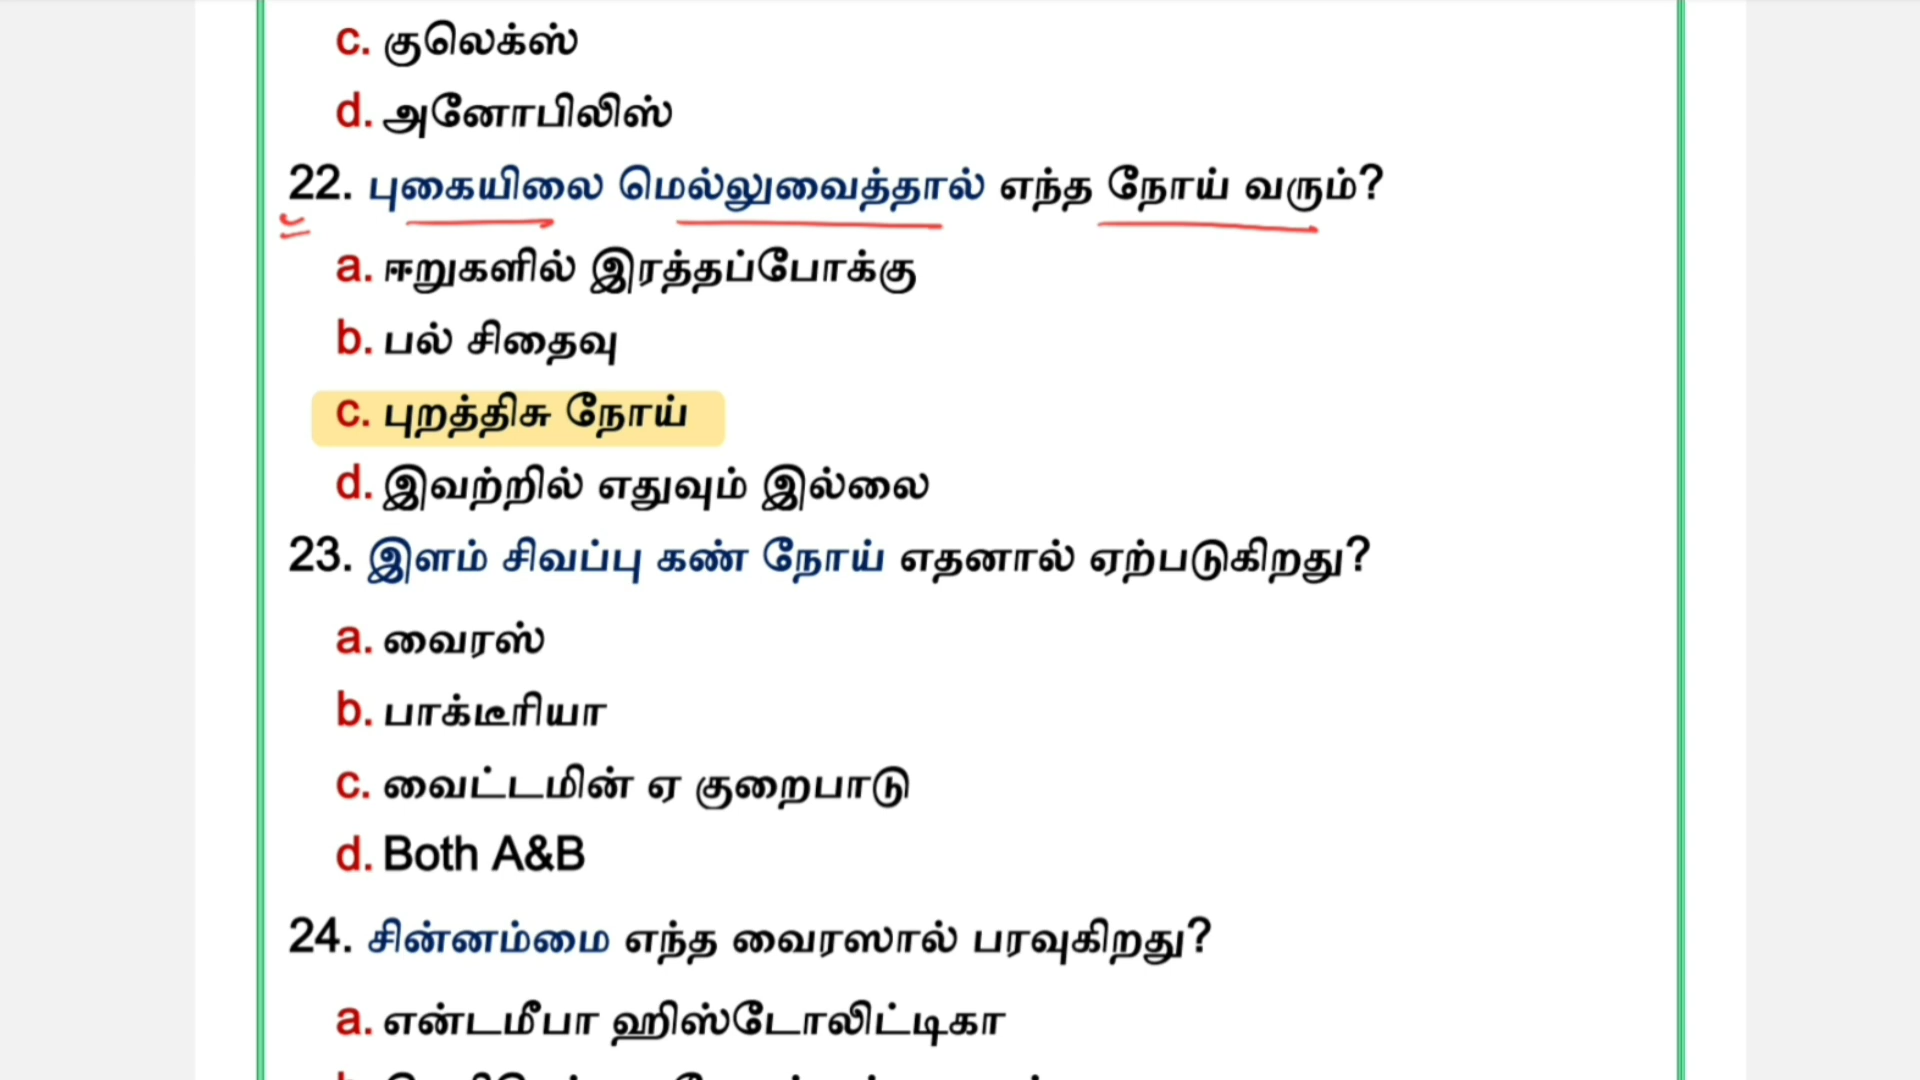 c. குலெக்ஸ்
d. அனோபிலிஸ்
22. புகையிலை மெல்லுவைத்தால் எந்த நோய் வரும்?
a. ஈறுகளில் இரத்தப்போக்கு
b. பல் சிதைவு
c. புறத்திசு நோய்
d. இவற்றில் எதுவும் இல்லை
23. இளம் சிவப்பு கண் நோய் எதனால் ஏற்படுகிறது?
a. வைரஸ்
b. பாக்டீரியா
c. வைட்டமின் ஏ குறைபாடு
d. Both A&B
24. சின்னம்மை எந்த வைரஸால் பரவுகிறது?
a. என்டமீபா ஹிஸ்டோலிட்டிகா